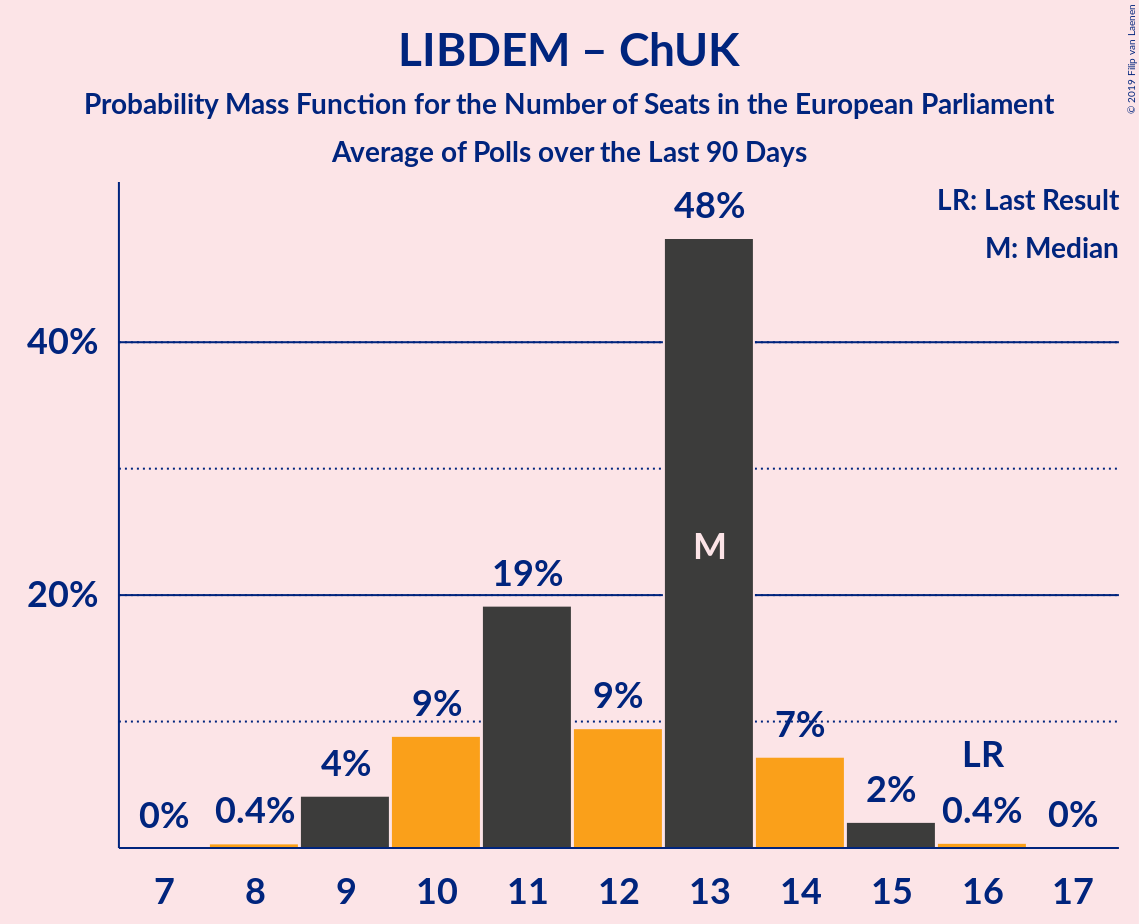 LIBDEM – ChUK
Probability Mass Function for the Number of Seats in the European Parliament
Average of Polls over the Last 90 Days
© 2019 Filip van Laenen
LR: Last Result
M: Median
48%
40%
M
19%
20%
9%
9%
7%
4%
LR
2%
0%
0.4%
0.4%
0%
7 8 9 10 11 12 13 14 15 16 17